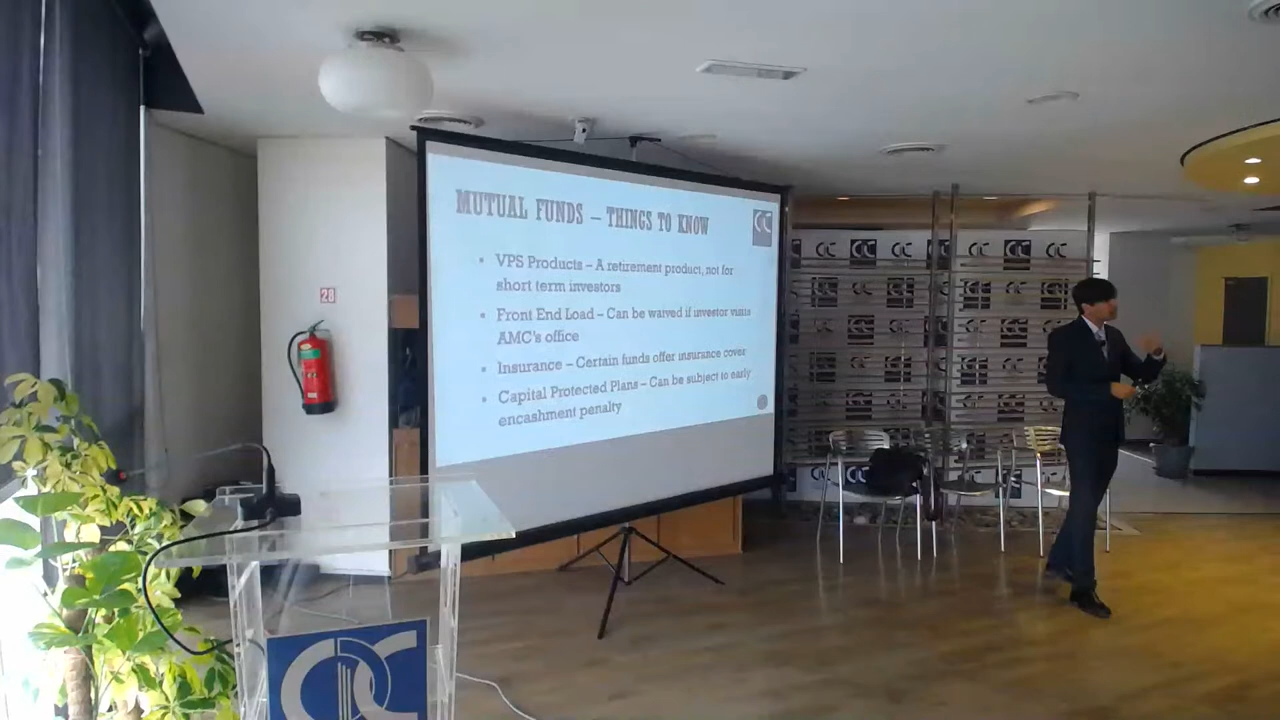 MUTUAL FUNDS – THINGS TO KNOW
• VPS Products – A retirement product, not for
short term investors
• Front End Load – Can be waived if investor visits
AMC's office
• Insurance – Certain funds offer insurance cover
• Capital Protected Plans – Can be subject to early
encashment penalty
28